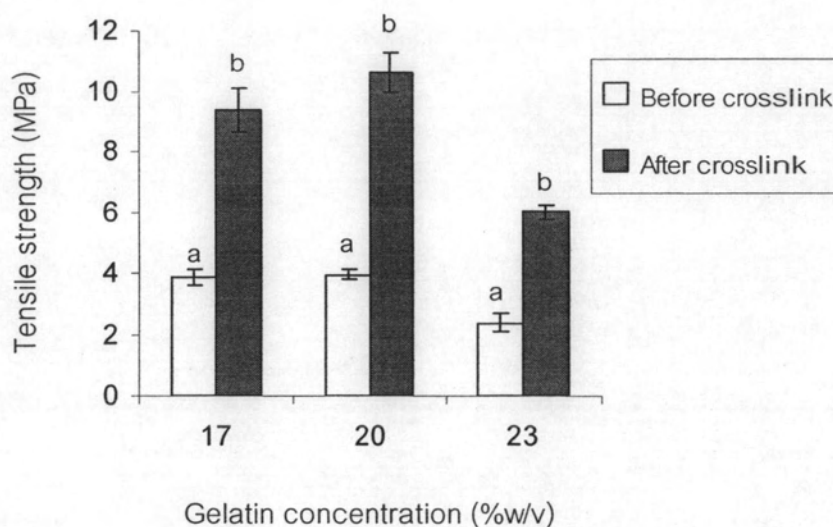 12
10
8
6
4
2
0
Tensile strength (MPa)
a
b
a
b
a
b
17
20
23
Gelatin concentration (%w/v)
Before crosslink
After crosslink